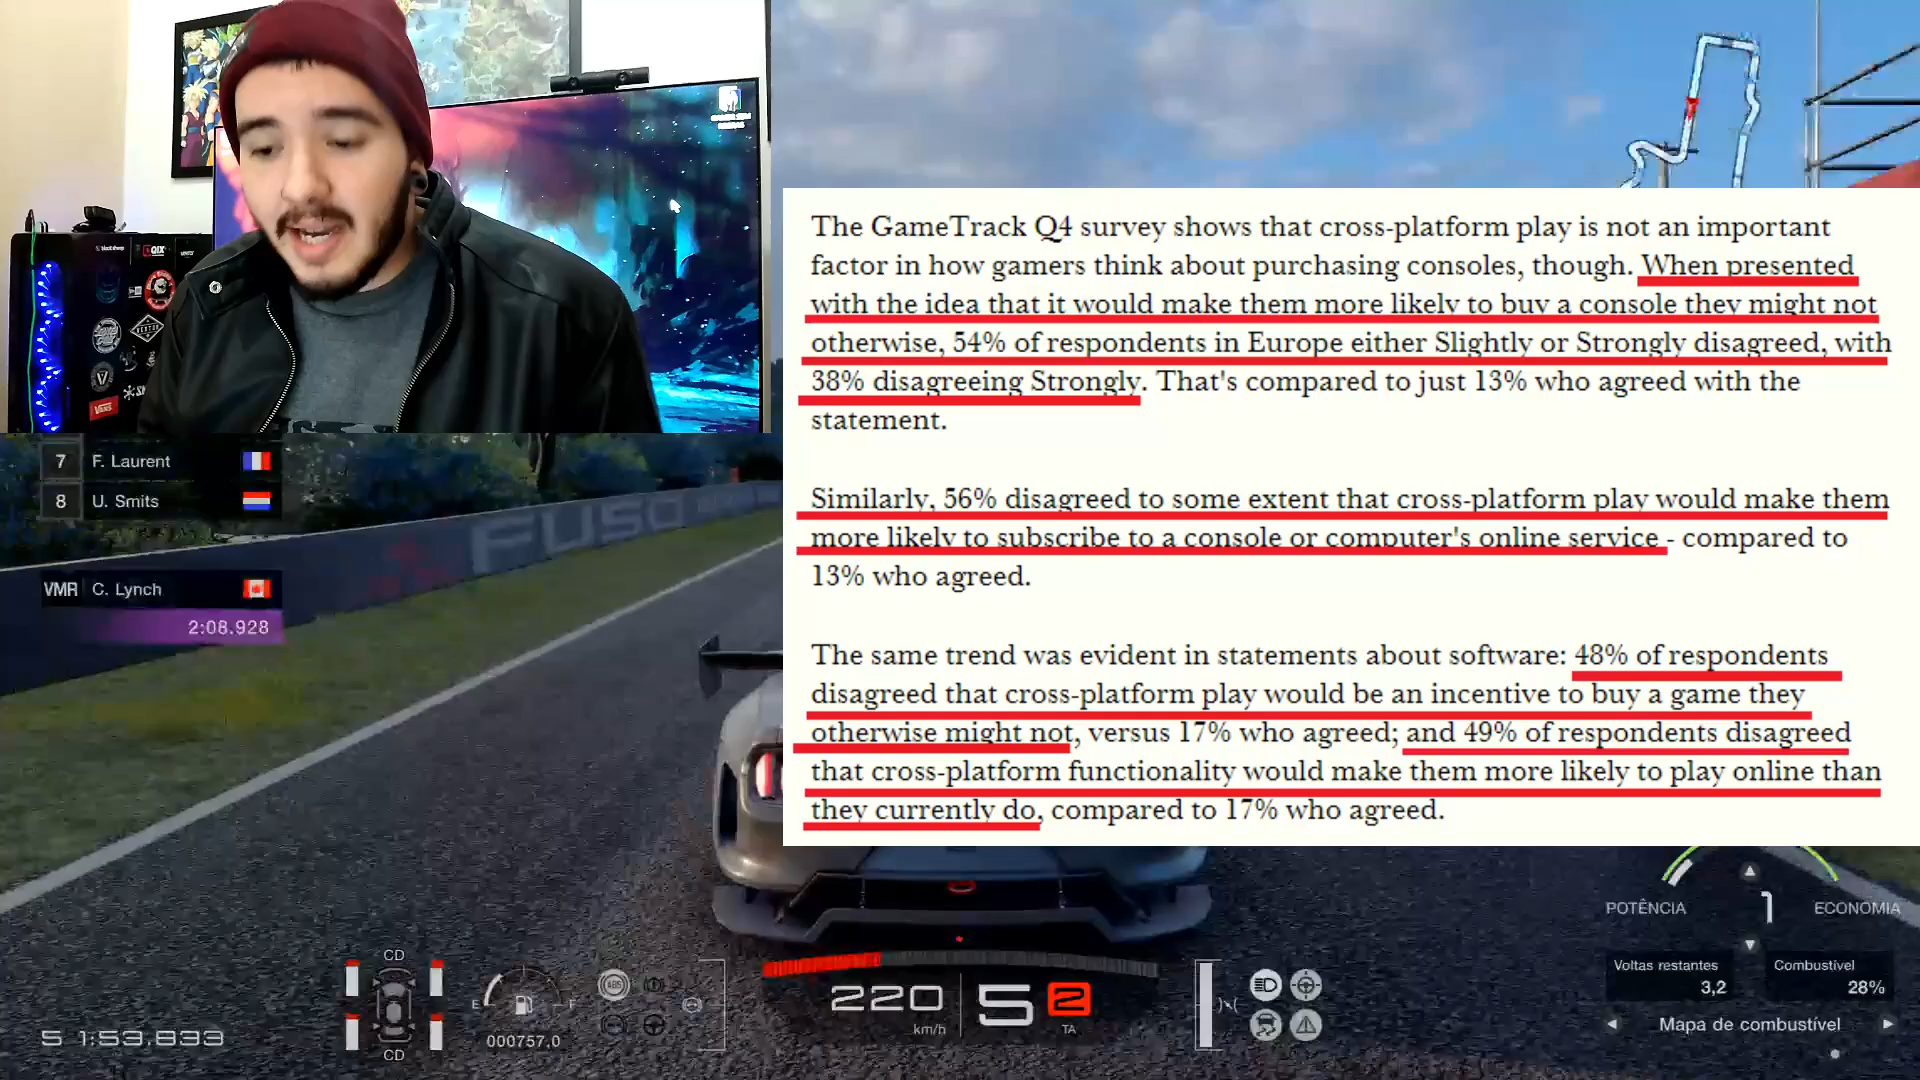 The GameTrack Q4 survey shows that cross-platform play is not an important
factor in how gamers think about purchasing consoles, though. When presented
with the idea that it would make them more likely to buy a console they might not
otherwise, 54% of respondents in Europe either Slightly or Strongly disagreed, with
38% disagreeing Strongly. That's compared to just 13% who agreed with the
statement.
Similarly, 56% disagreed to some extent that cross-platform play would make them
more likely to subscribe to a console or computer's online service - compared to
13% who agreed.
The same trend was evident in statements about software: 48% of respondents
disagreed that cross-platform play would be an incentive to buy a game they
otherwise might not, versus 17% who agreed; and 49% of respondents disagreed
that cross-platform functionality would make them more likely to play online than
they currently do, compared to 17% who agreed.
7 F. Laurent
8 U. Smits
VMR C. Lynch
2:08.928
FUSO
VANS
CD
CD
E F
000757,0
ABS
220 km/h
5 2 TA
5 1:53.833
POTÊNCIA 1 ECONOMIA
Voltas restantes 3,2
Combustível 28%
Mapa de combustível